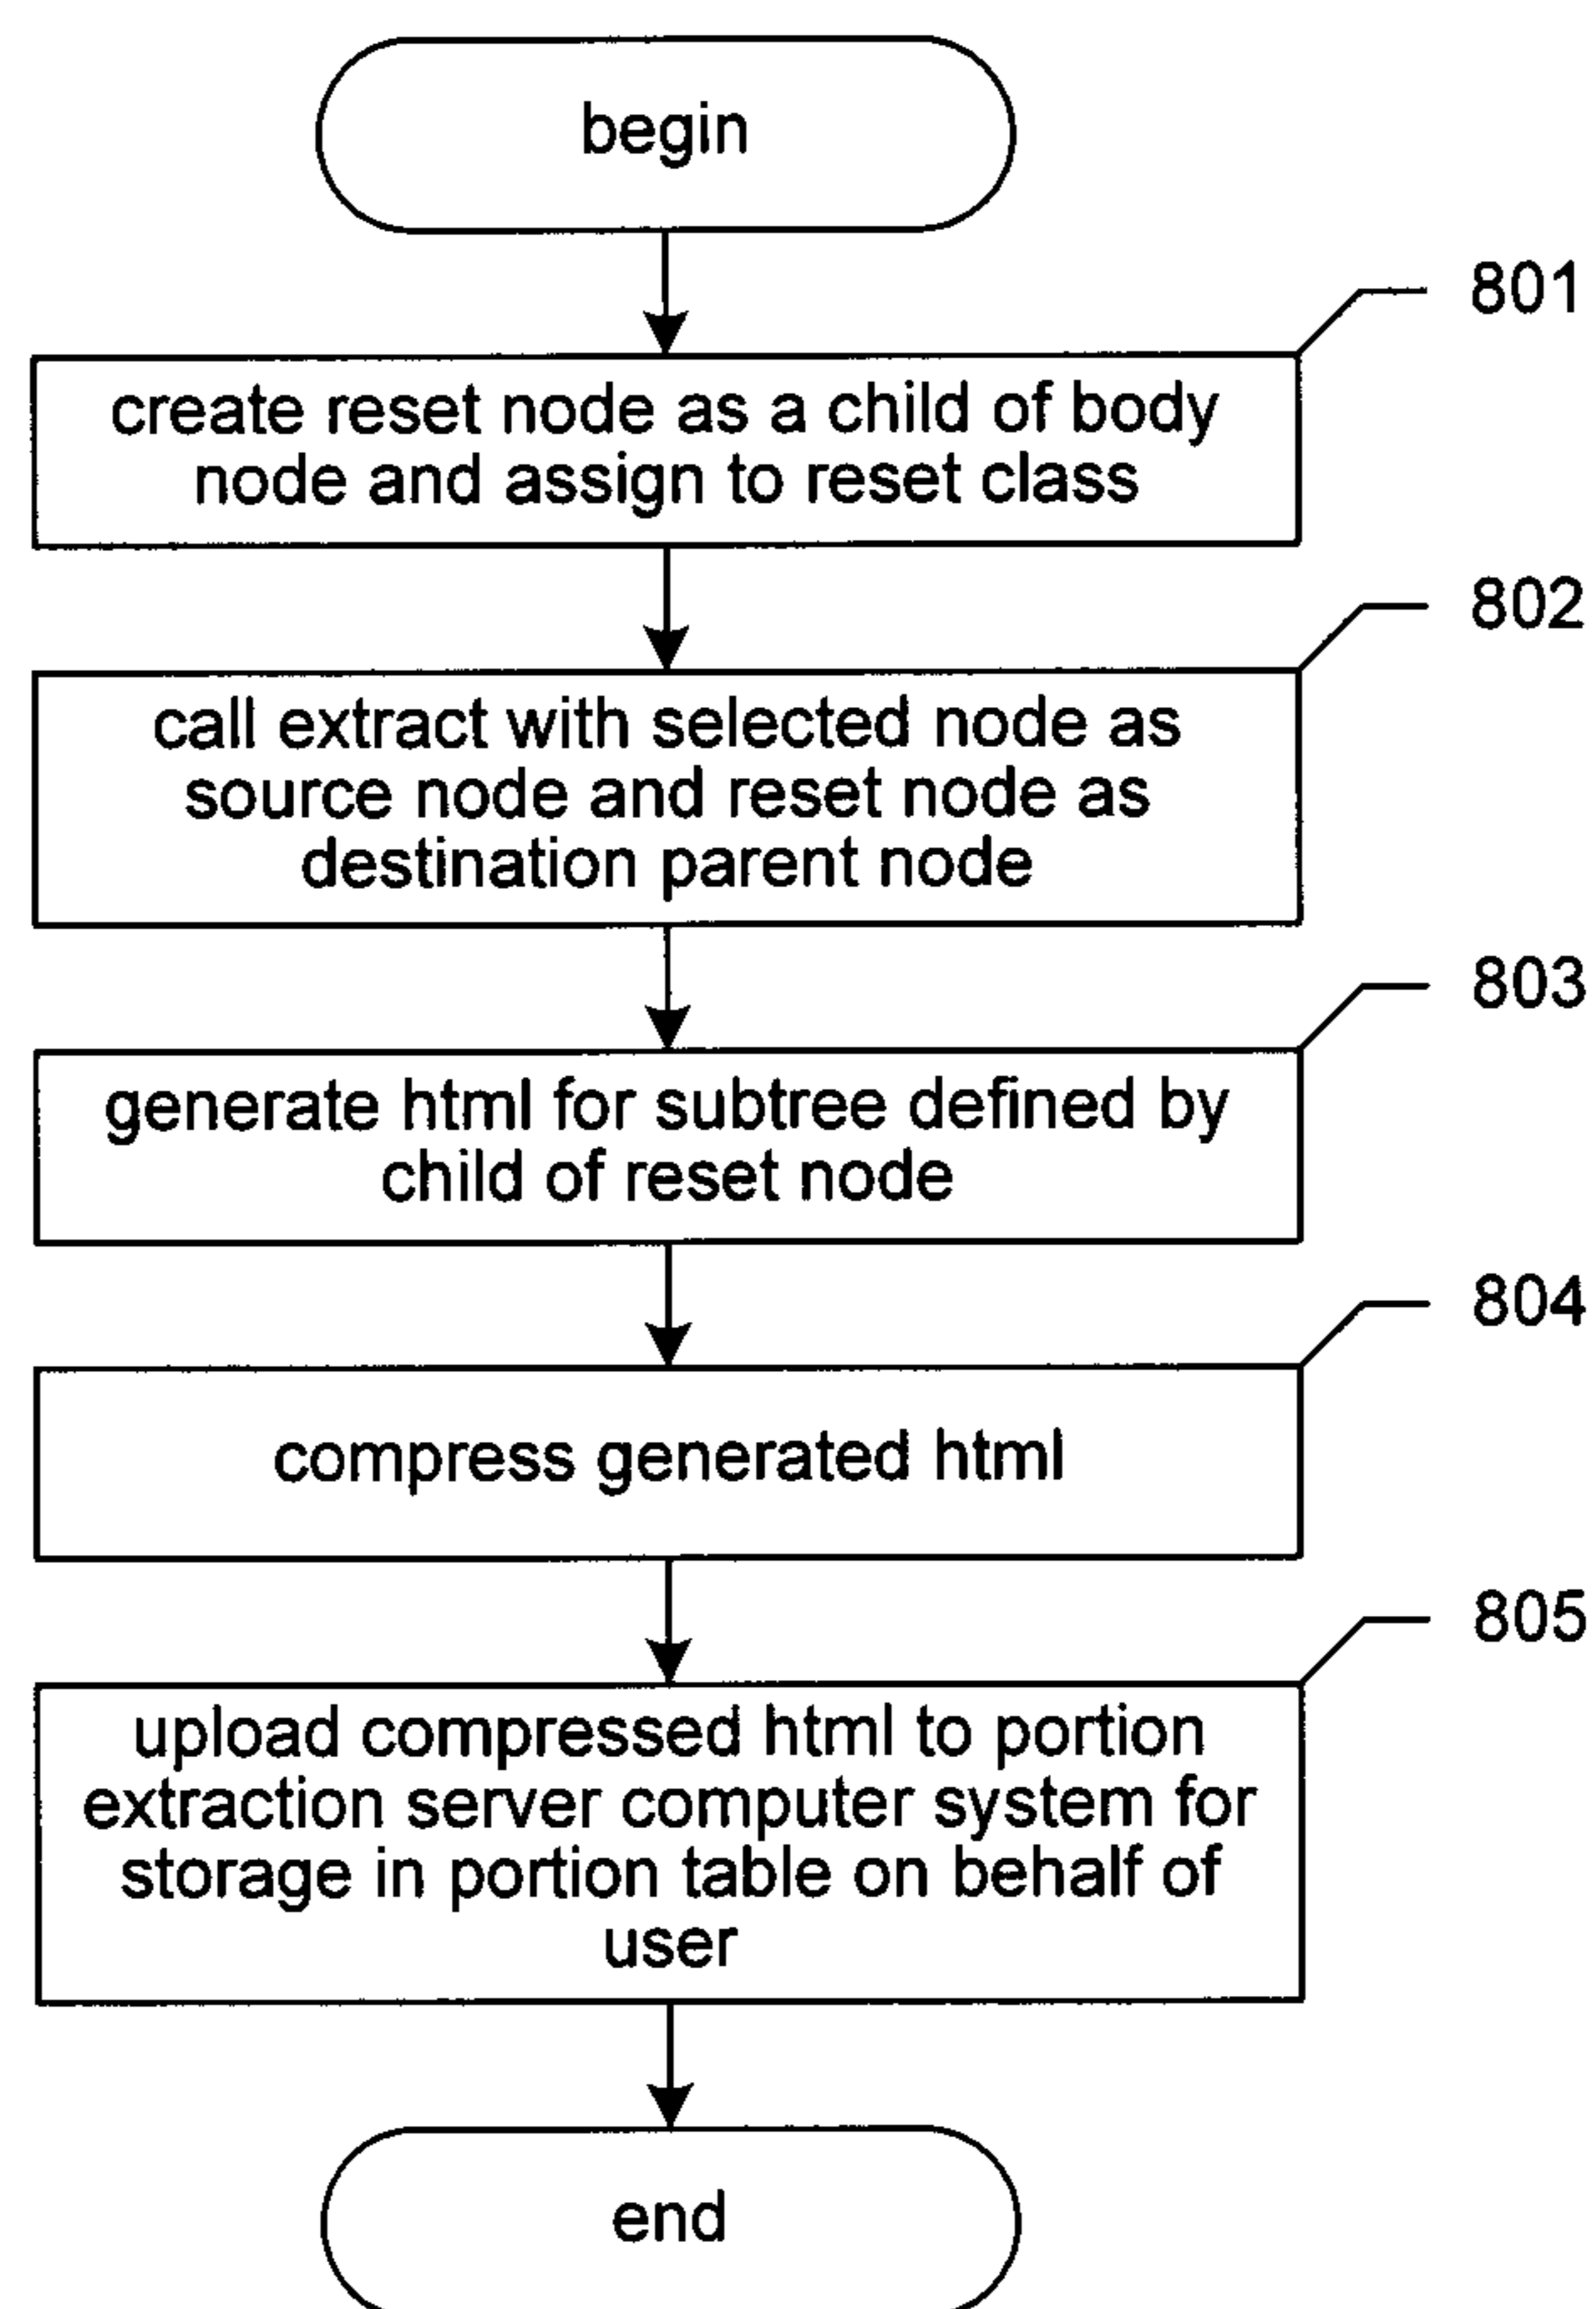 begin
801
create reset node as a child of body
node and assign to reset class
802
call extract with selected node as
source node and reset node as
destination parent node
803
generate html for subtree defined by
child of reset node
804
compress generated html
805
upload compressed html to portion
extraction server computer system for
storage in portion table on behalf of
user
end